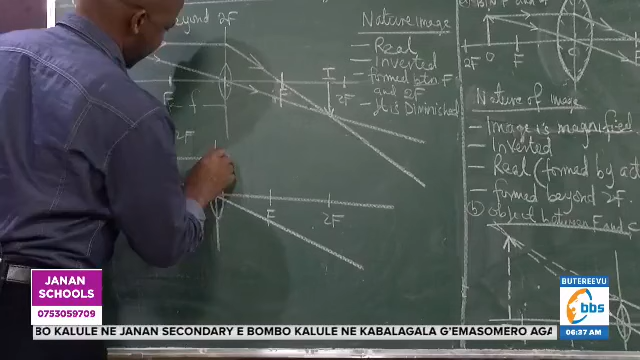 beyond 2F
Nature Image
– Real
– Inverted
– formed btn F
and 2F
– It is Diminished
I
F
F
2F
2F
F
2F
2F
O
F
C
F
Nature of image
– Image is magnified
– Inverted
– Real (formed by act
– formed beyond 2F.
(b) object between F and C
JANAN
SCHOOLS
0753059709
BUTEREEVU
bbs
06:37 AM
BO KALULE NE JANAN SECONDARY E BOMBO KALULE NE KABALAGALA G'EMASOMERO AGA